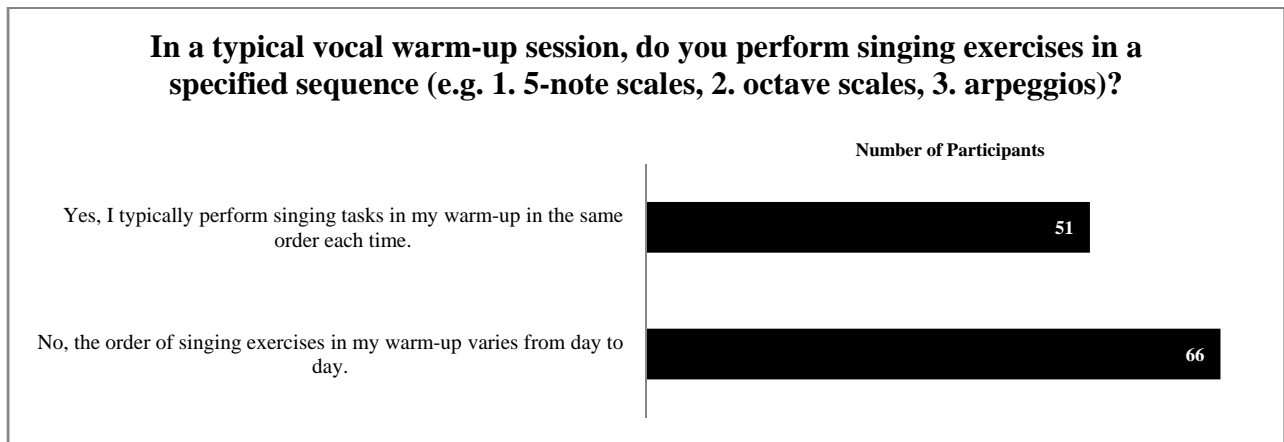 In a typical vocal warm-up session, do you perform singing exercises in a
specified sequence (e.g. 1. 5-note scales, 2. octave scales, 3. arpeggios)?
Number of Participants
Yes, I typically perform singing tasks in my warm-up in the same
order each time.
51
No, the order of singing exercises in my warm-up varies from day to
day.
66